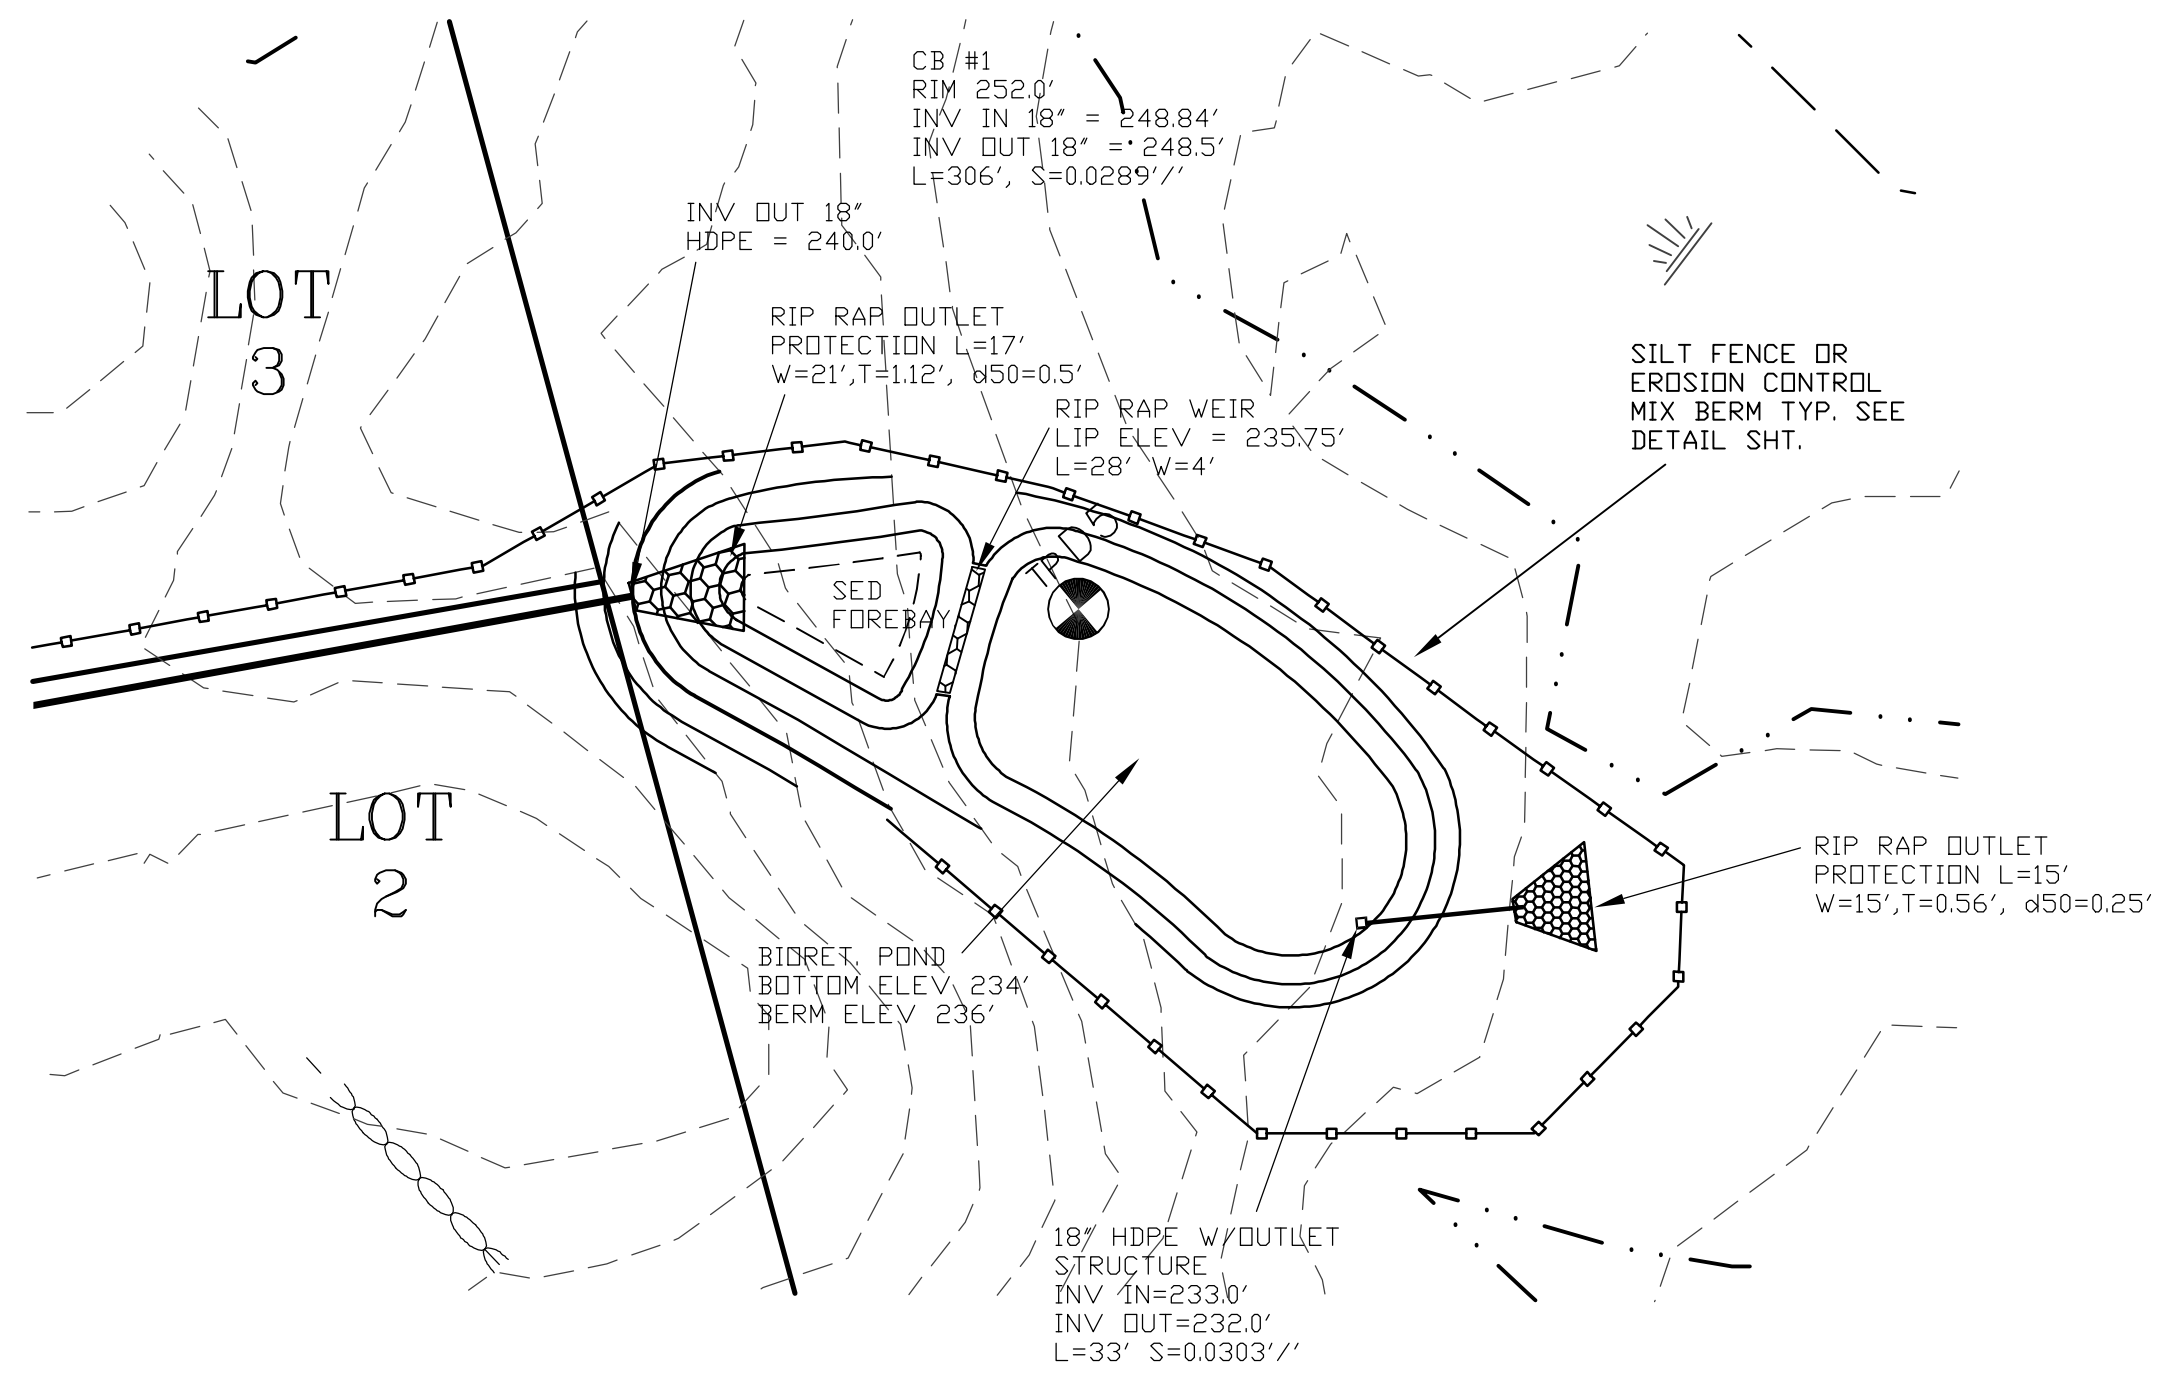 CB #1
RIM 252.0'
INV IN 18" = 248.84'
INV OUT 18" = 248.5'
L=306', S=0.0289'/'
INV OUT 18"
HDPE = 240.0'
LOT
3
RIP RAP OUTLET
PROTECTION L=17'
W=21',T=1.12', d50=0.5'
RIP RAP WEIR
LIP ELEV = 235.75'
L=28' W=4'
SILT FENCE OR
EROSION CONTROL
MIX BERM TYP. SEE
DETAIL SHT.
SED
FOREBAY
LOT
2
RIP RAP OUTLET
PROTECTION L=15'
W=15',T=0.56', d50=0.25'
BIORET. POND
BOTTOM ELEV 234'
BERM ELEV 236'
18" HDPE W/OUTLET
STRUCTURE
INV IN=233.0'
INV OUT=232.0'
L=33' S=0.0303'/'